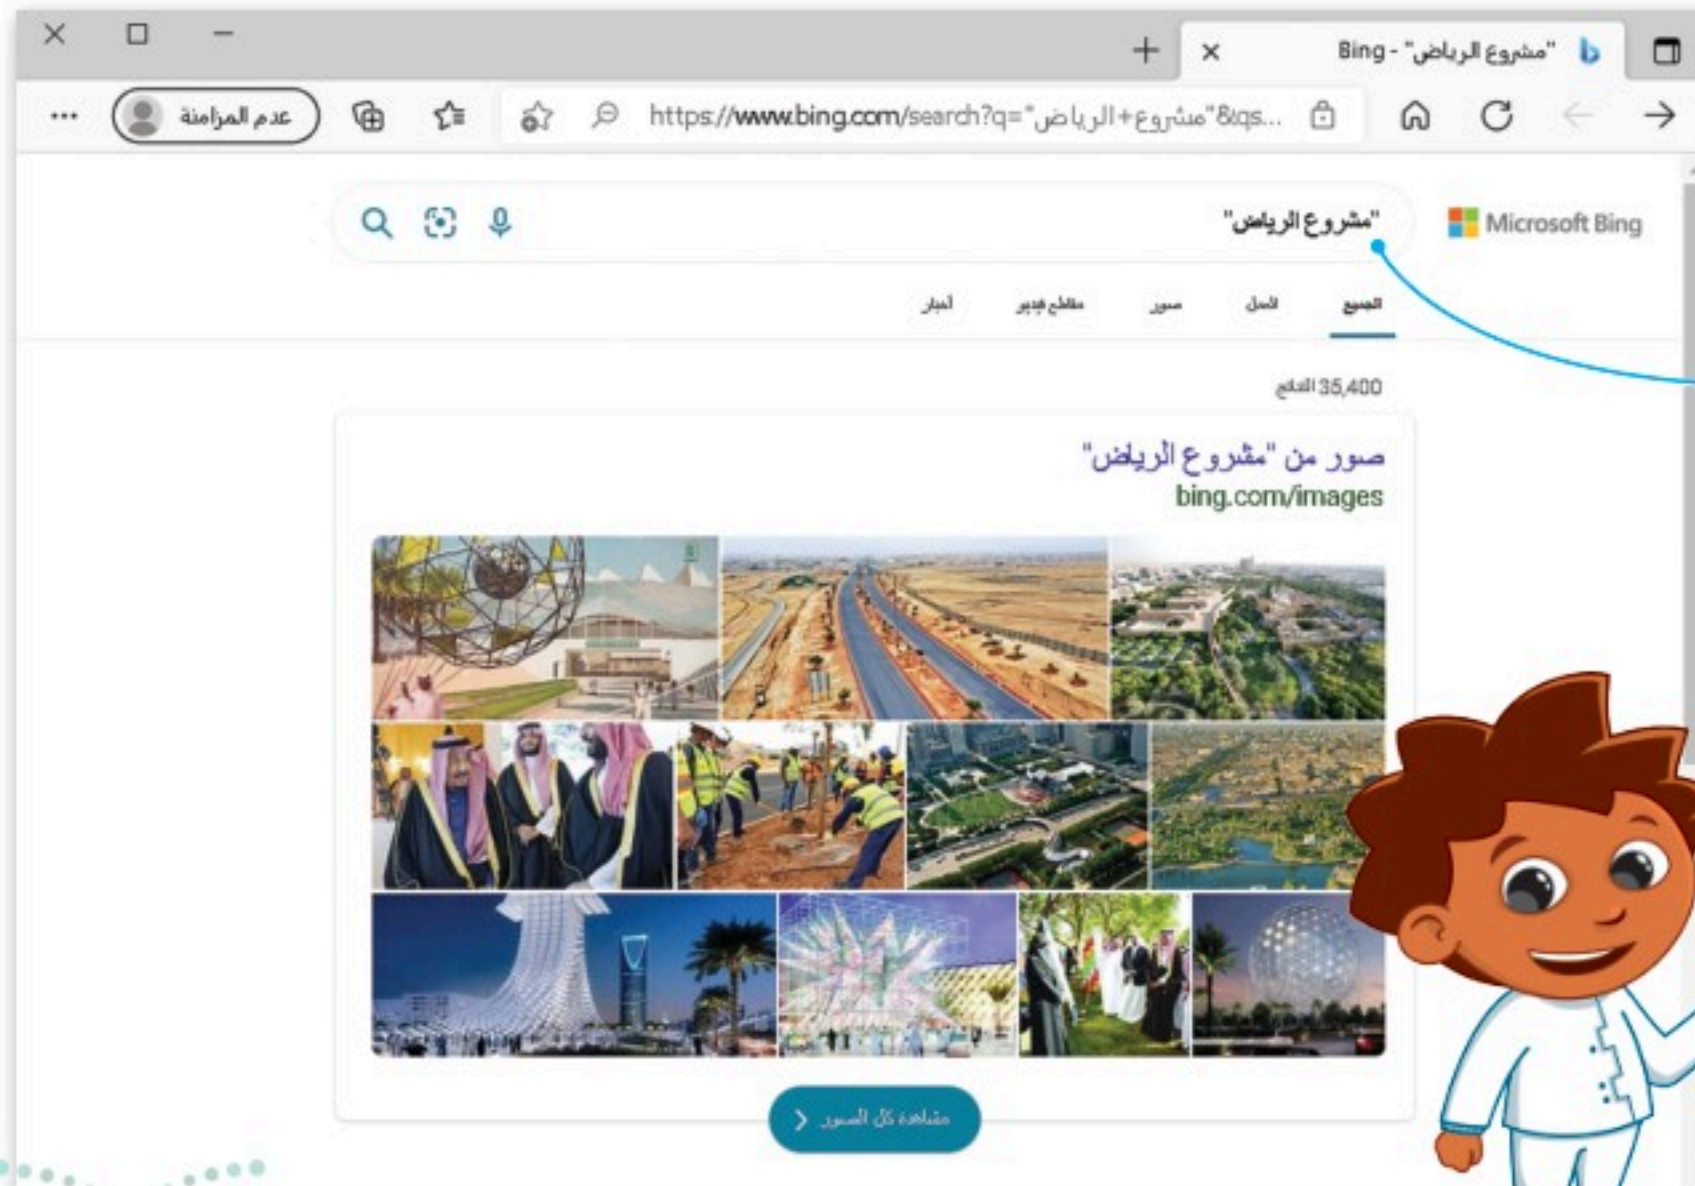 "مشروع الرياض" - Bing
https://www.bing.com/search?q="مشروع+الرياض"&qs...
عدم المزامنة
Microsoft Bing
"مشروع الرياض"
الجميع العمل صور مقاطع فيديو أخبار
35,400 النتائج
صور من "مشروع الرياض"
bing.com/images
مشاهدة كل الصور